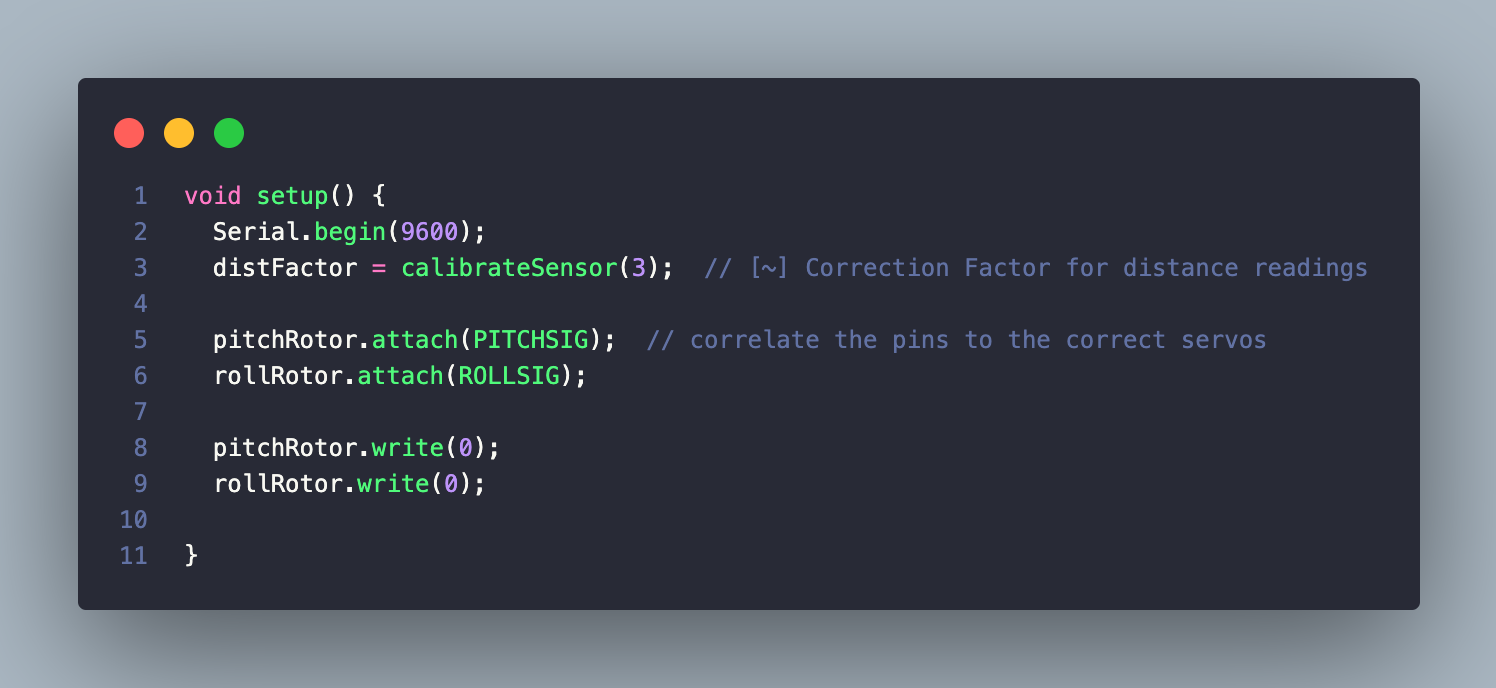 1 void setup() {
2   Serial.begin(9600);
3   distFactor = calibrateSensor(3);  // [~] Correction Factor for distance readings
4
5   pitchRotor.attach(PITCHSIG);  // correlate the pins to the correct servos
6   rollRotor.attach(ROLLSIG);
7
8   pitchRotor.write(0);
9   rollRotor.write(0);
10
11 }